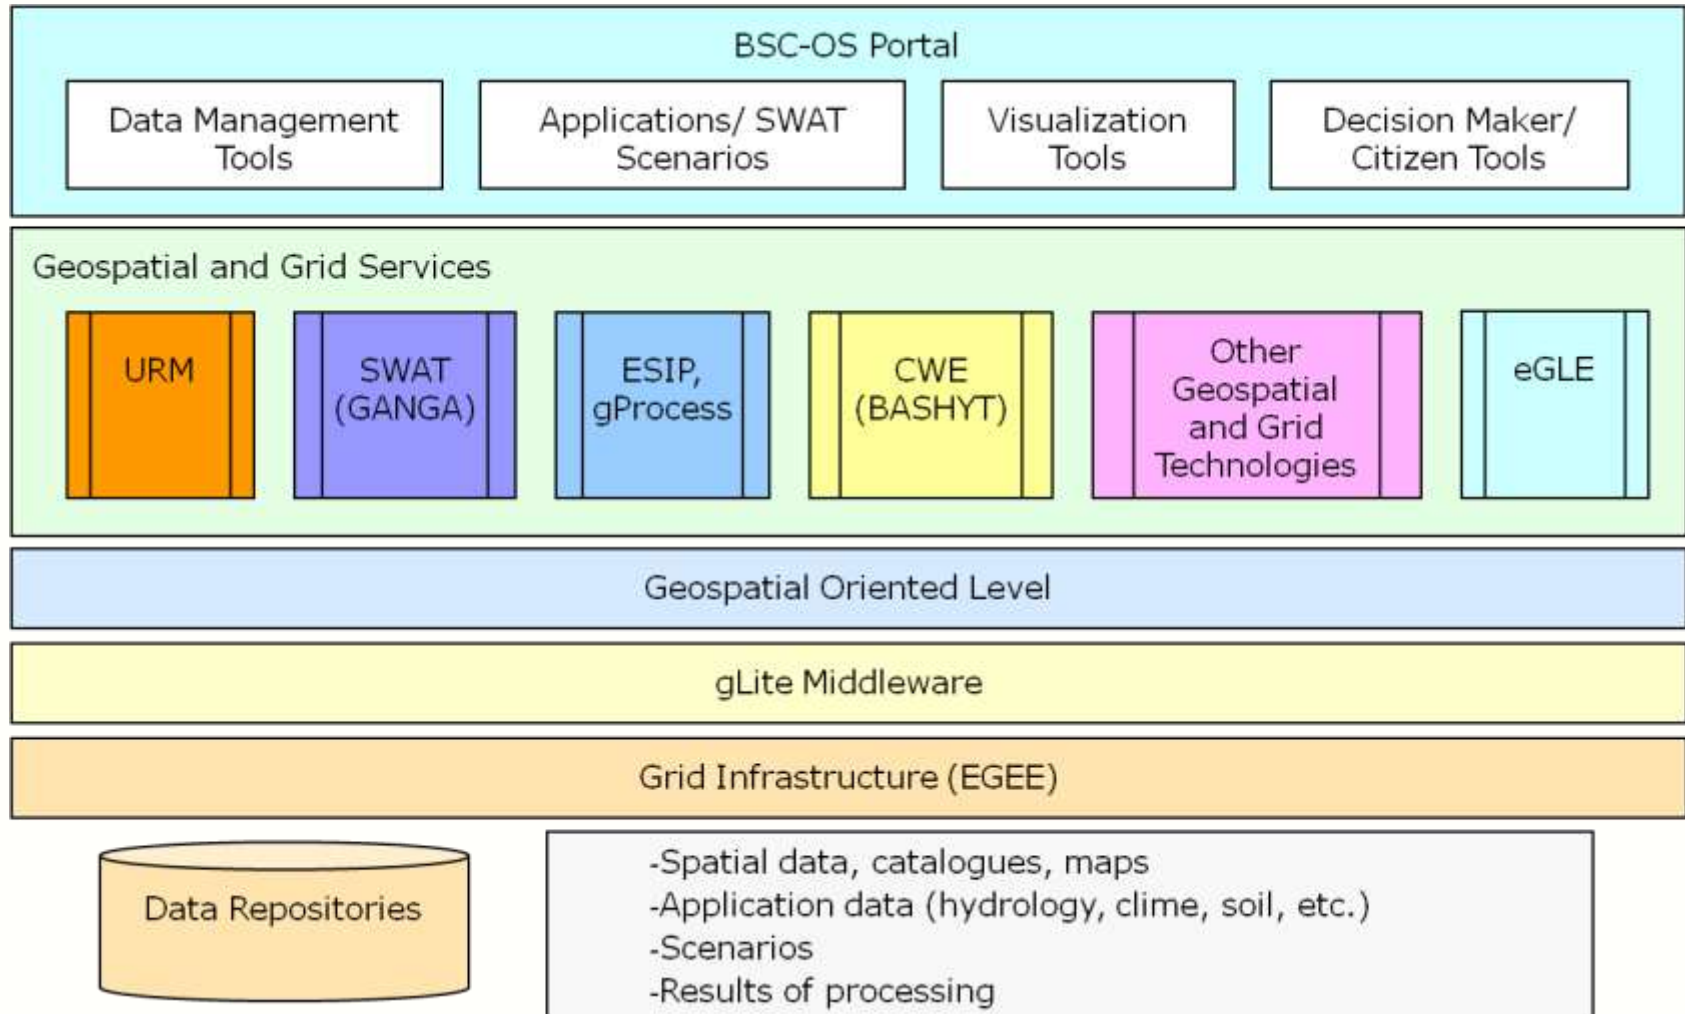 BSC-OS Portal
Data Management
Tools
Applications/ SWAT
Scenarios
Visualization
Tools
Decision Maker/
Citizen Tools
Geospatial and Grid Services
URM
SWAT
(GANGA)
ESIP,
gProcess
CWE
(BASHYT)
Other
Geospatial
and Grid
Technologies
eGLE
Geospatial Oriented Level
gLite Middleware
Grid Infrastructure (EGEE)
Data Repositories
-Spatial data, catalogues, maps
-Application data (hydrology, clime, soil, etc.)
-Scenarios
-Results of processing